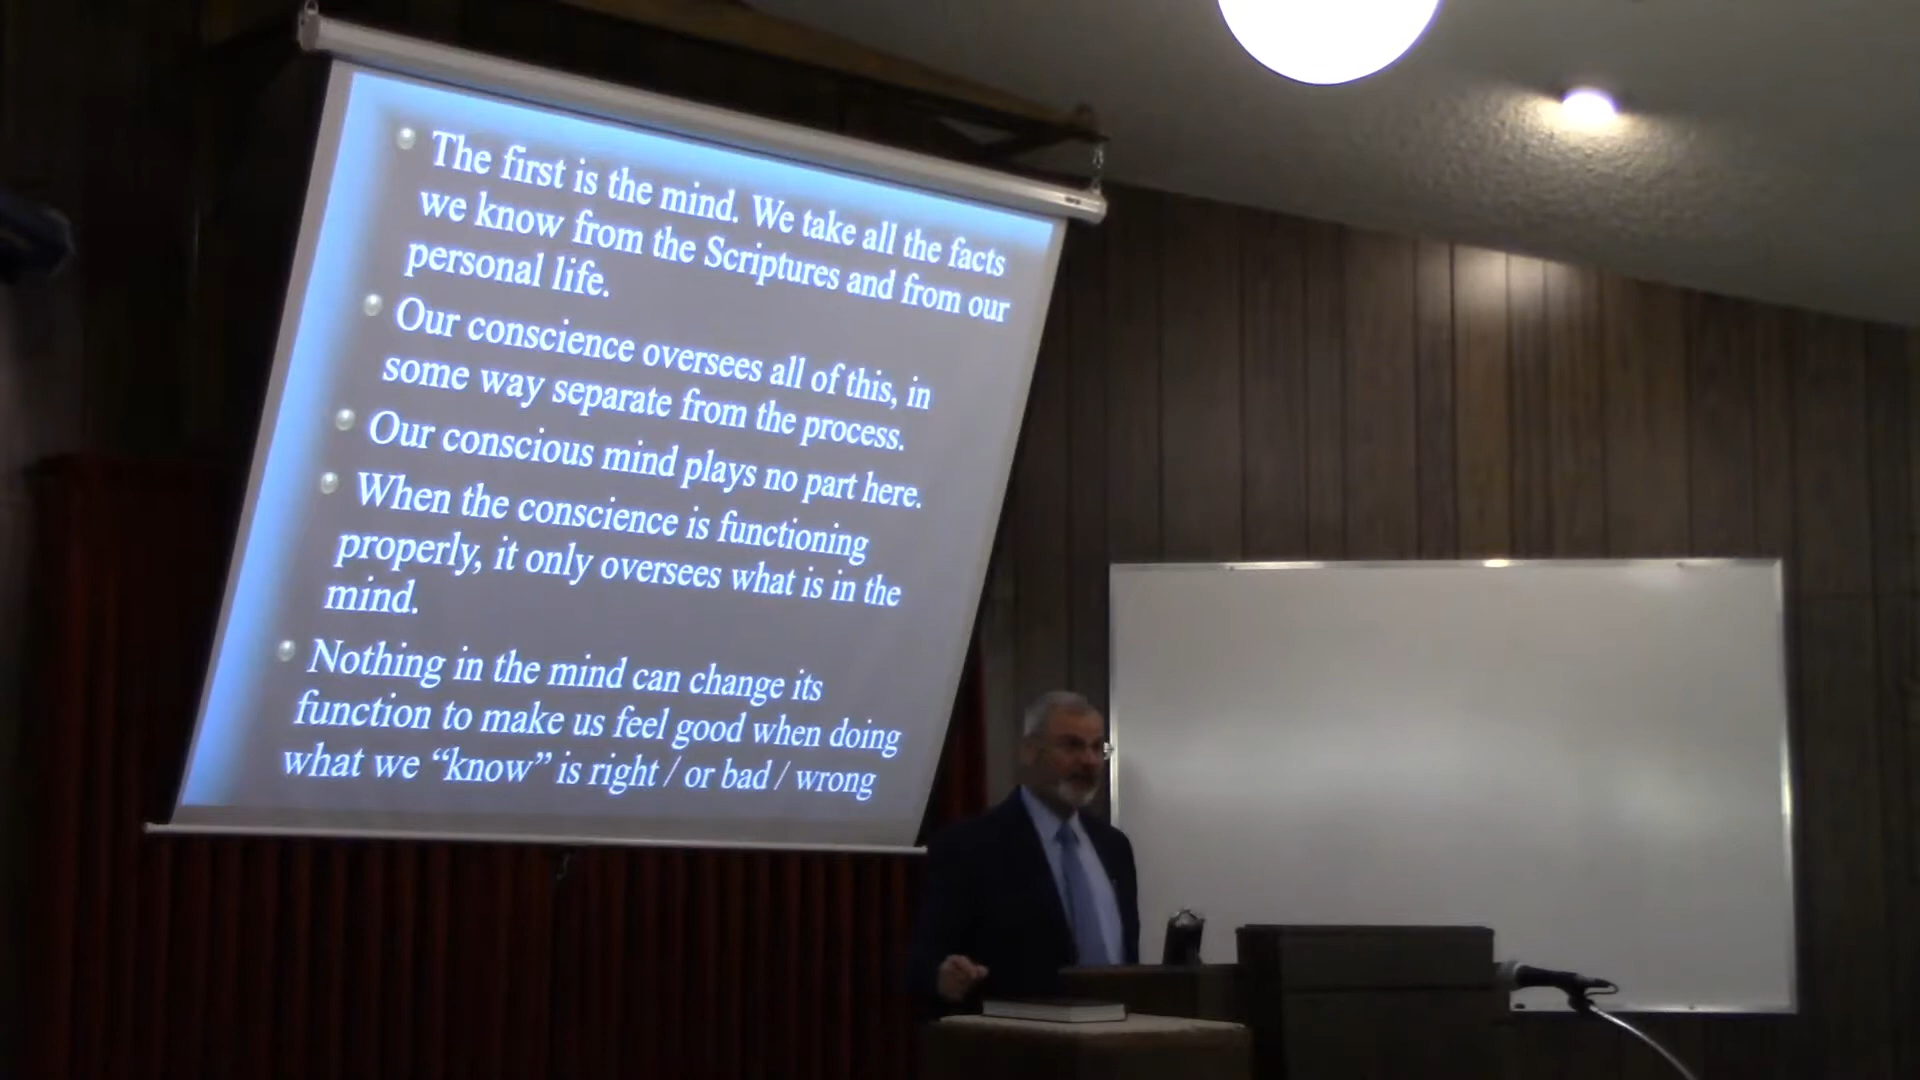 The first is the mind. We take all the facts
we know from the Scriptures and from our
personal life.
Our conscience oversees all of this, in
some way separate from the process.
Our conscious mind plays no part here.
When the conscience is functioning
properly, it only oversees what is in the
mind.
Nothing in the mind can change its
function to make us feel good when doing
what we “know” is right / or bad / wrong